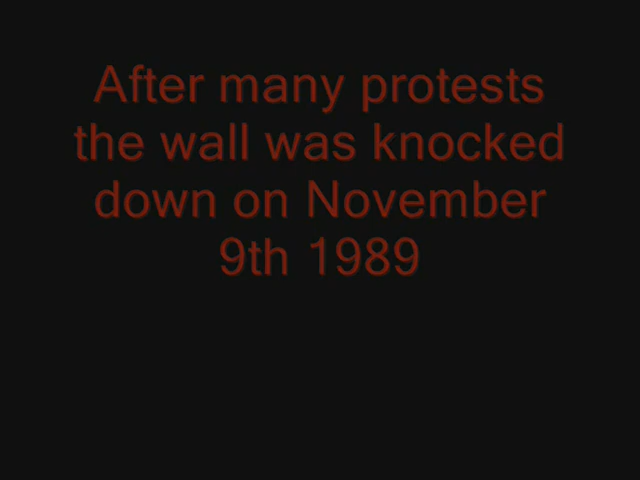 After many protests
the wall was knocked
down on November
9th 1989